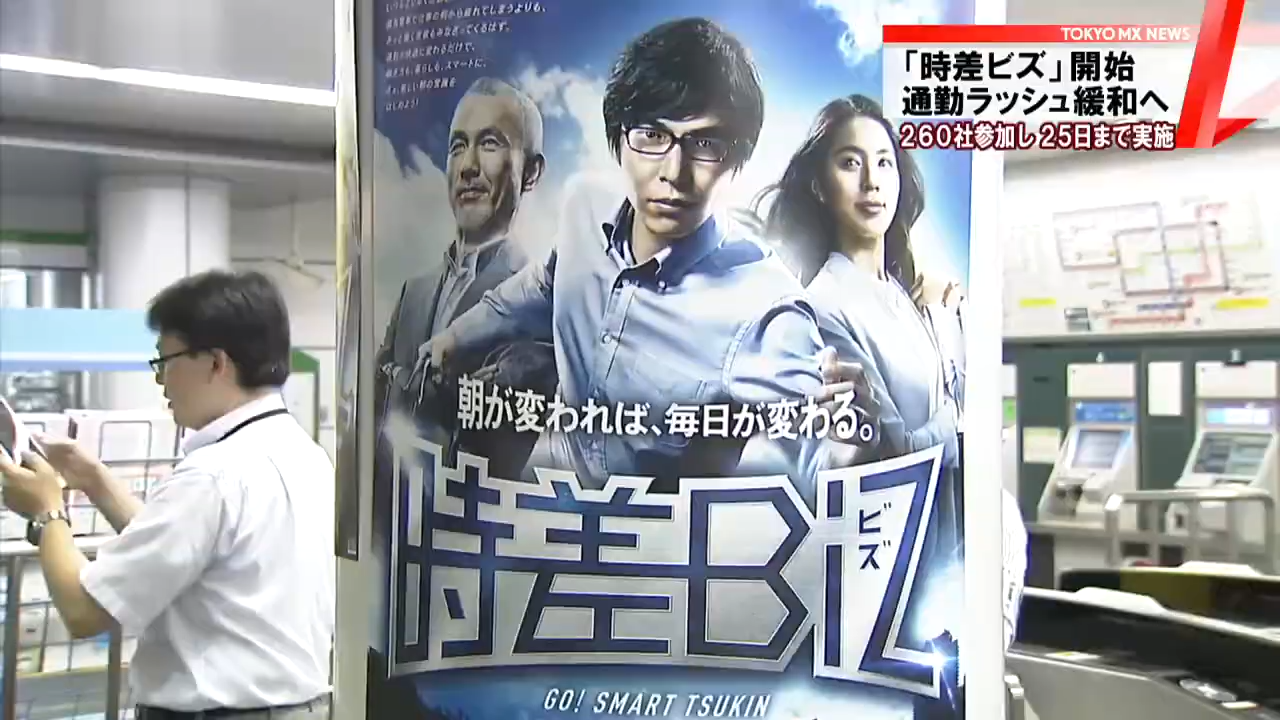 TOKYO MX NEWS
「時差ビズ」開始
通勤ラッシュ緩和へ
260社参加し25日まで実施
朝が変われば、毎日が変わる。
時差BiZ
ビズ
GO! SMART TSUKIN